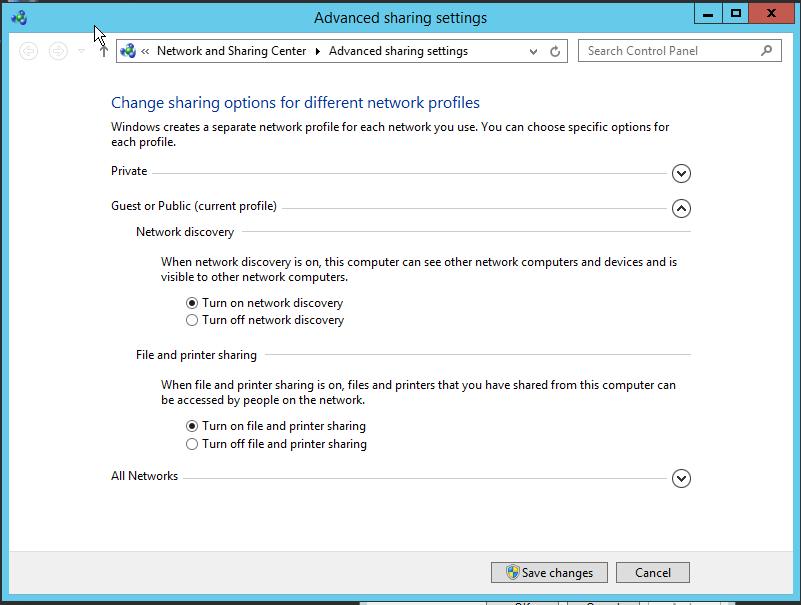 Advanced sharing settings
« Network and Sharing Center Advanced sharing settings
Search Control Panel
Change sharing options for different network profiles
Windows creates a separate network profile for each network you use. You can choose specific options for
each profile.
Private
Guest or Public (current profile)
Network discovery
When network discovery is on, this computer can see other network computers and devices and is
visible to other network computers.
Turn on network discovery
Turn off network discovery
File and printer sharing
When file and printer sharing is on, files and printers that you have shared from this computer can
be accessed by people on the network.
Turn on file and printer sharing
Turn off file and printer sharing
All Networks
Save changes
Cancel